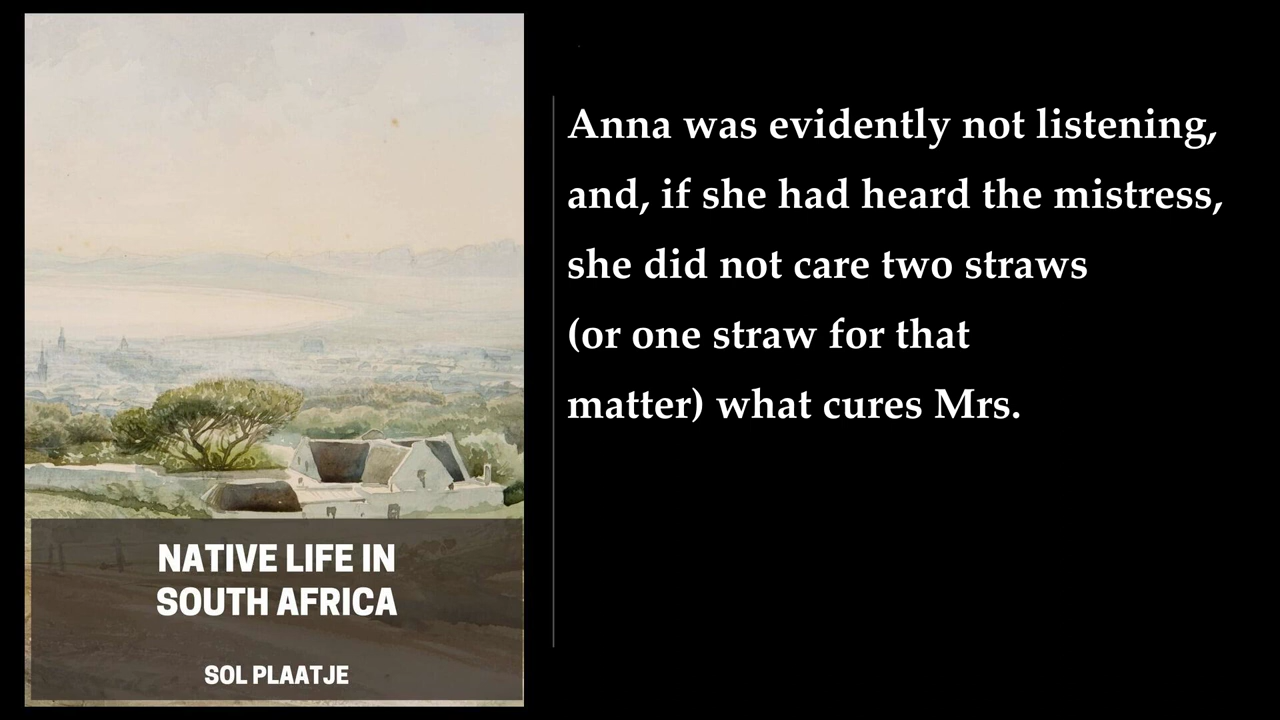 NATIVE LIFE IN
SOUTH AFRICA
SOL PLAATJE
Anna was evidently not listening,
and, if she had heard the mistress,
she did not care two straws
(or one straw for that
matter) what cures Mrs.